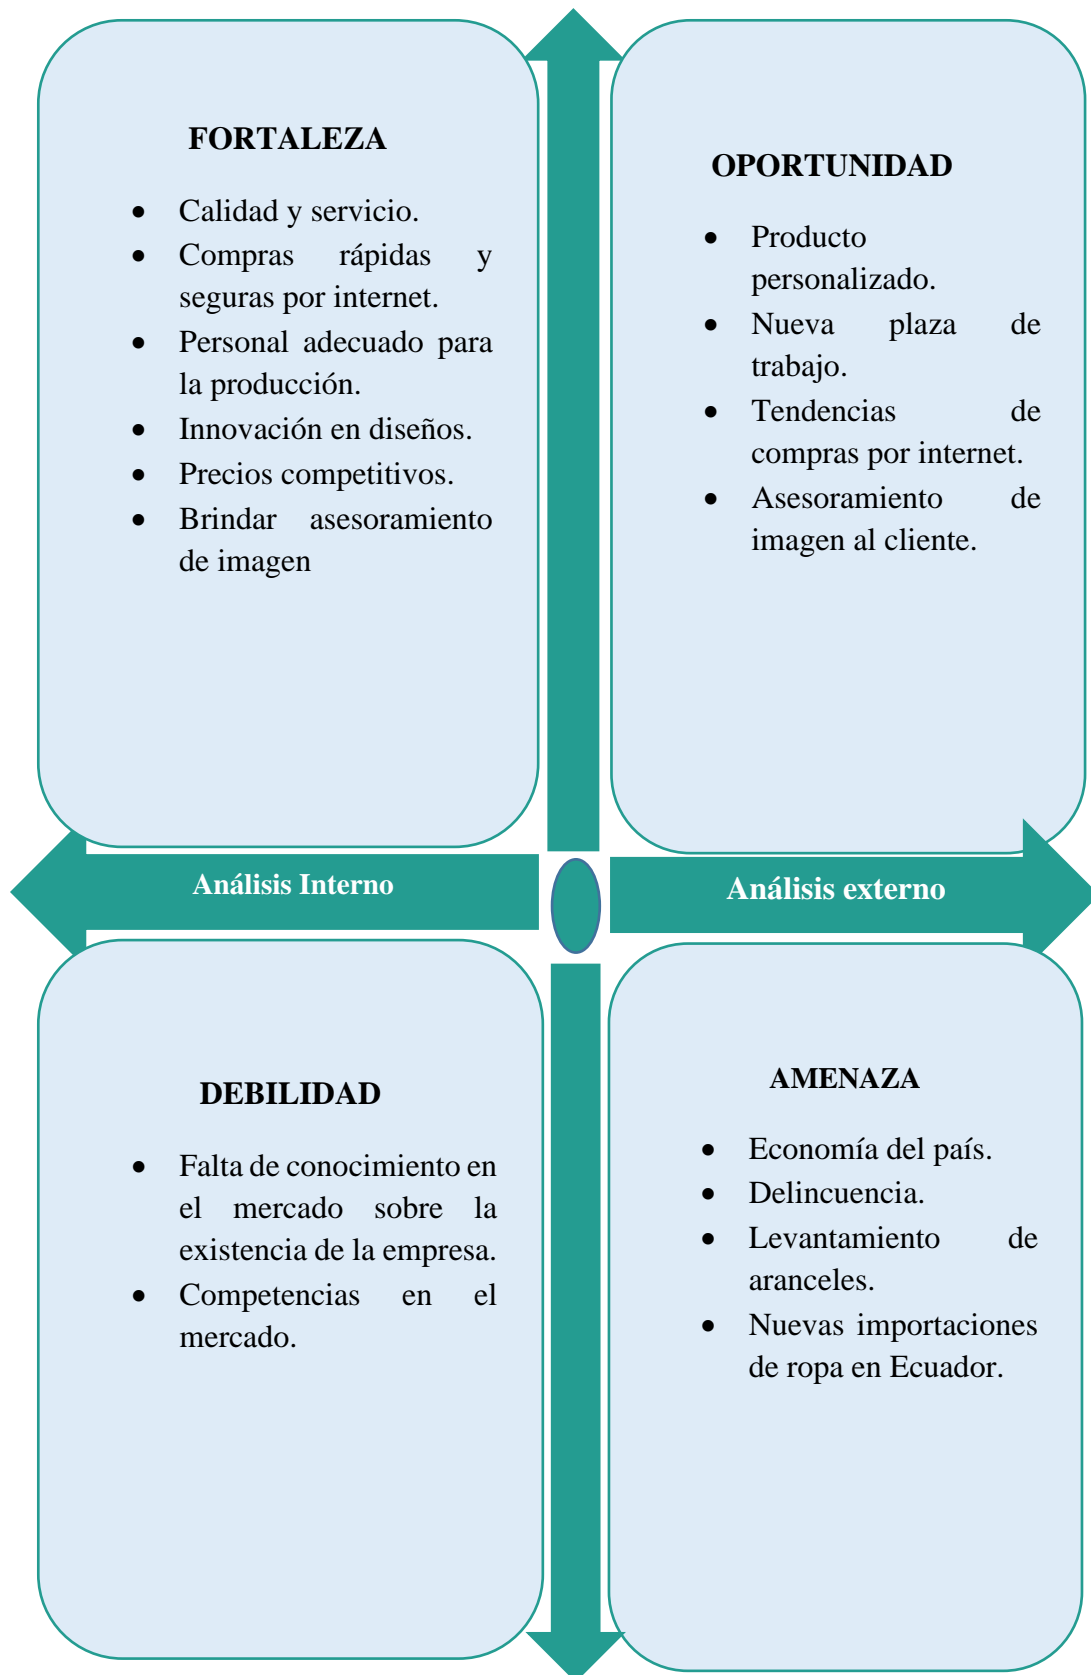 FORTALEZA
• Calidad y servicio.
• Compras rápidas y
seguras por internet.
• Personal adecuado para
la producción.
• Innovación en diseños.
• Precios competitivos.
• Brindar asesoramiento
de imagen
OPORTUNIDAD
• Producto
personalizado.
• Nueva plaza de
trabajo.
• Tendencias de
compras por internet.
• Asesoramiento de
imagen al cliente.
Análisis Interno
Análisis externo
DEBILIDAD
• Falta de conocimiento en
el mercado sobre la
existencia de la empresa.
• Competencias en el
mercado.
AMENAZA
• Economía del país.
• Delincuencia.
• Levantamiento de
aranceles.
• Nuevas importaciones
de ropa en Ecuador.